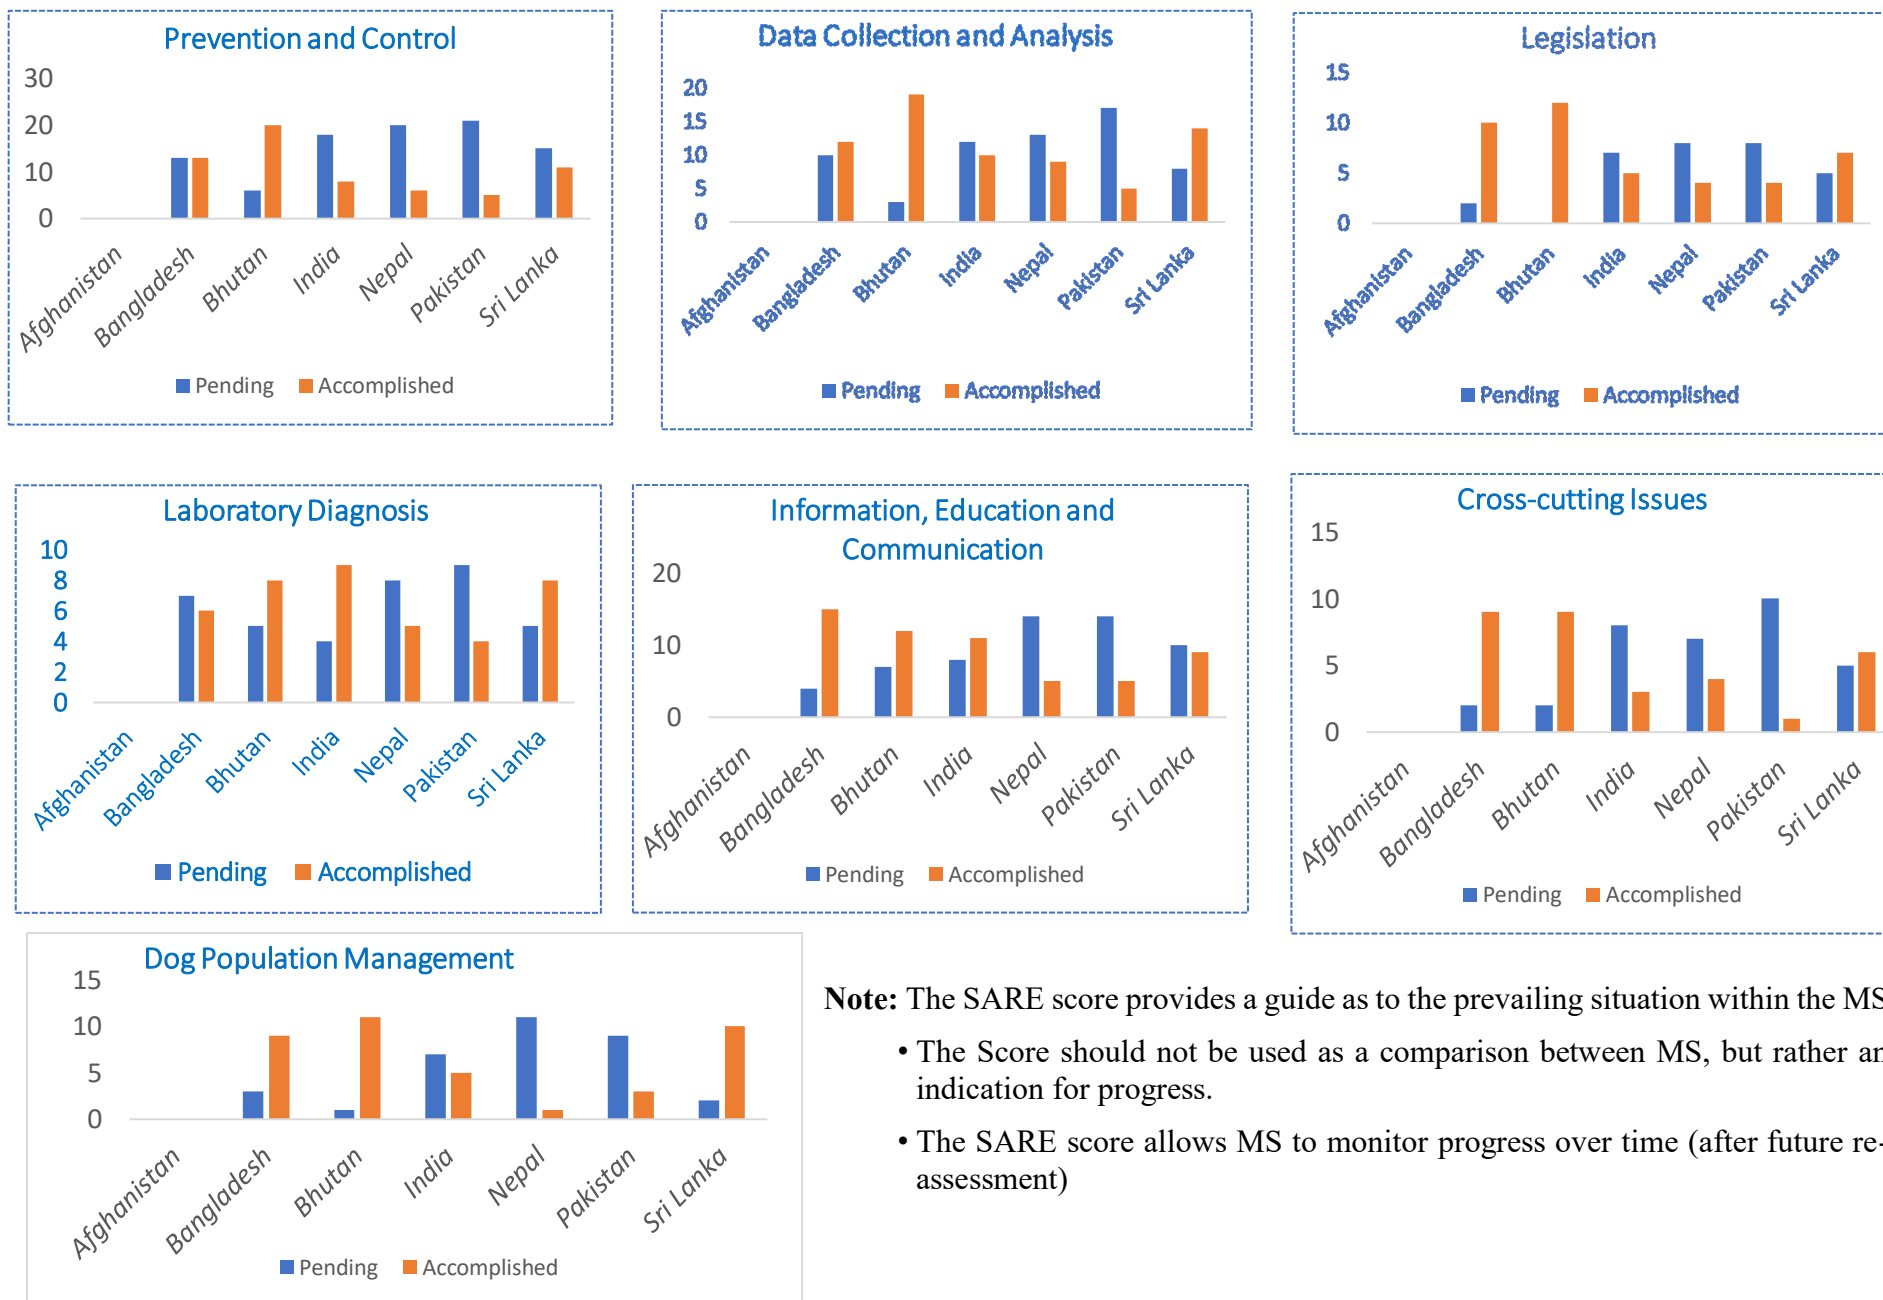 Prevention and Control
30
20
10
0
Afghanistan
Bangladesh
Bhutan
India
Nepal
Pakistan
Sri Lanka
Pending Accomplished
Data Collection and Analysis
20
15
10
5
0
Afghanistan
Bangladesh
Bhutan
India
Nepal
Pakistan
Sri Lanka
Pending Accomplished
Legislation
15
10
5
0
Afghanistan
Bangladesh
Bhutan
India
Nepal
Pakistan
Sri Lanka
Pending Accomplished
Laboratory Diagnosis
10
8
6
4
2
0
Afghanistan
Bangladesh
Bhutan
India
Nepal
Pakistan
Sri Lanka
Pending Accomplished
Information, Education and
Communication
20
10
0
Afghanistan
Bangladesh
Bhutan
India
Nepal
Pakistan
Sri Lanka
Pending Accomplished
Cross-cutting Issues
15
10
5
0
Afghanistan
Bangladesh
Bhutan
India
Nepal
Pakistan
Sri Lanka
Pending Accomplished
Dog Population Management
15
10
5
0
Afghanistan
Bangladesh
Bhutan
India
Nepal
Pakistan
Sri Lanka
Pending Accomplished
Note: The SARE score provides a guide as to the prevailing situation within the MS
• The Score should not be used as a comparison between MS, but rather an
indication for progress.
• The SARE score allows MS to monitor progress over time (after future re-
assessment)